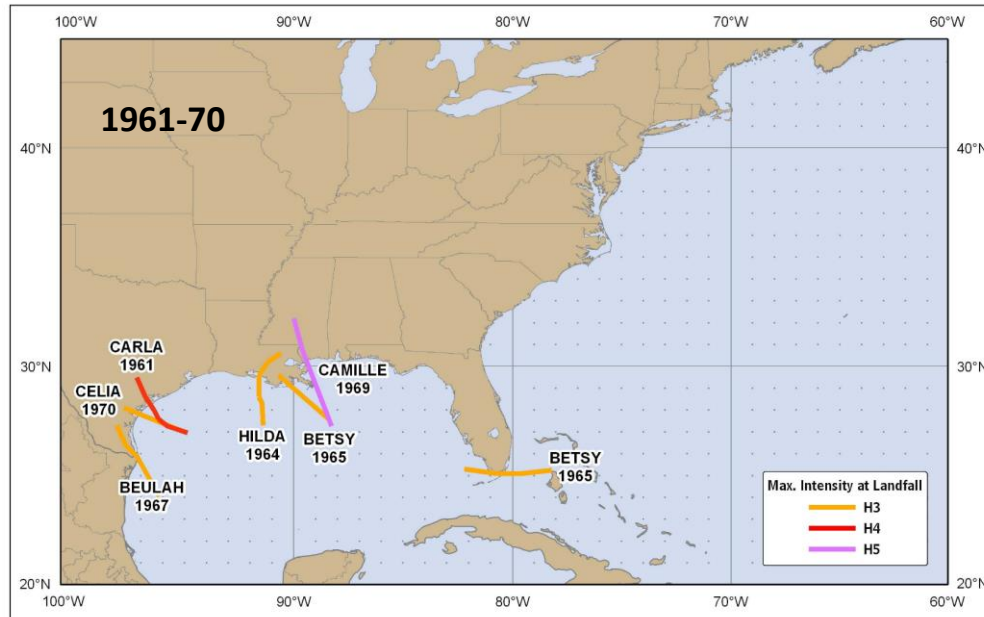 100°W 90°W 80°W 70°W 60°W
1961-70
40°N 40°N
30°N 30°N
CARLA
1961
CELIA
1970
CAMILLE
1969
HILDA
1964
BETSY
1965
BETSY
1965
BEULAH
1967
Max. Intensity at Landfall
H3
H4
H5
20°N 20°N
100°W 90°W 80°W 70°W 60°W